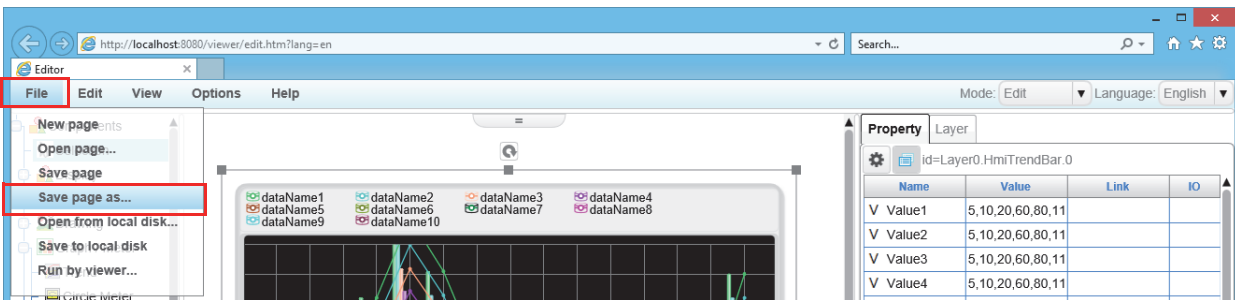 http://localhost:8080/viewer/edit.htm?lang=en
Search...
Editor
File Edit View Options Help
Mode: Edit Language: English
New page
Open page...
Save page
Save page as...
Open from local disk...
Save to local disk
Run by viewer...
Circle Meter
dataName1 dataName2 dataName3 dataName4
dataName5 dataName6 dataName7 dataName8
dataName9 dataName10
Property Layer
id=Layer0.HmiTrendBar.0
Name Value Link IO
V Value1 5,10,20,60,80,11
V Value2 5,10,20,60,80,11
V Value3 5,10,20,60,80,11
V Value4 5,10,20,60,80,11